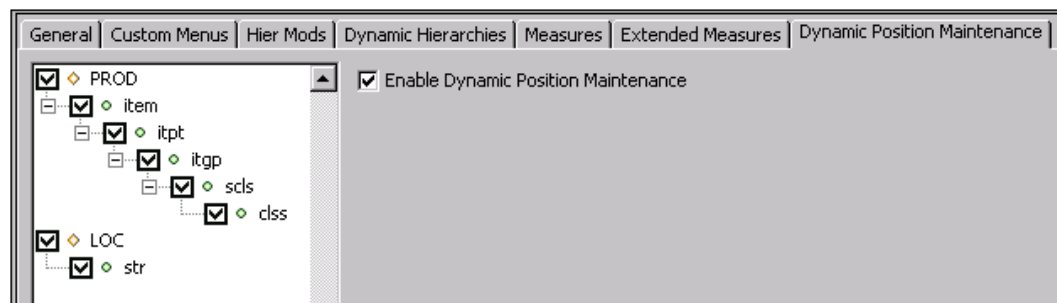 General Custom Menus Hier Mods Dynamic Hierarchies Measures Extended Measures Dynamic Position Maintenance
PROD
Enable Dynamic Position Maintenance
item
itpt
itgp
scls
clss
LOC
str